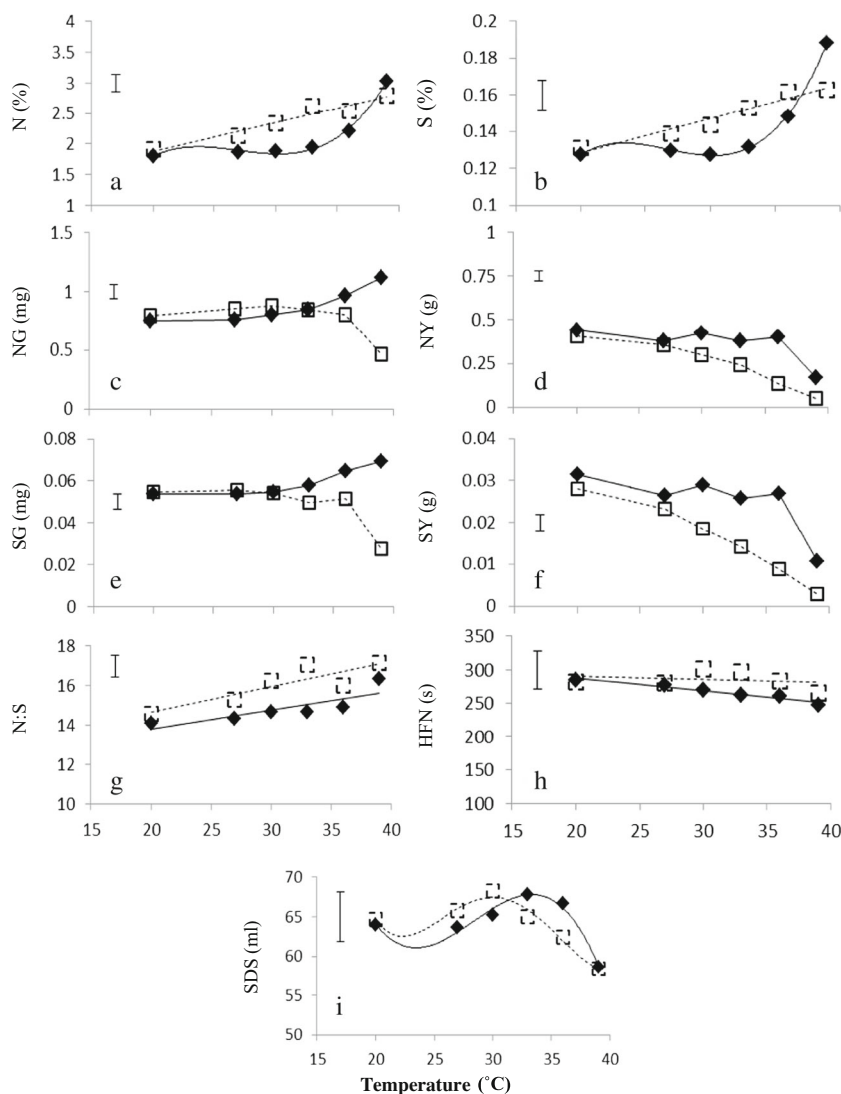 N (%)
4
3.5
3
2.5
2
1.5
1
a
S (%)
0.2
0.18
0.16
0.14
0.12
0.1
b
NG (mg)
1.5
1
0.5
0
c
NY (g)
1
0.75
0.5
0.25
0
d
SG (mg)
0.08
0.06
0.04
0.02
0
e
SY (g)
0.04
0.03
0.02
0.01
0
f
N:S
18
16
14
12
10
g
15 20 25 30 35 40
HFN (s)
350
300
250
200
150
100
h
15 20 25 30 35 40
SDS (ml)
70
65
60
55
50
i
15 20 25 30 35 40
Temperature (˚C)